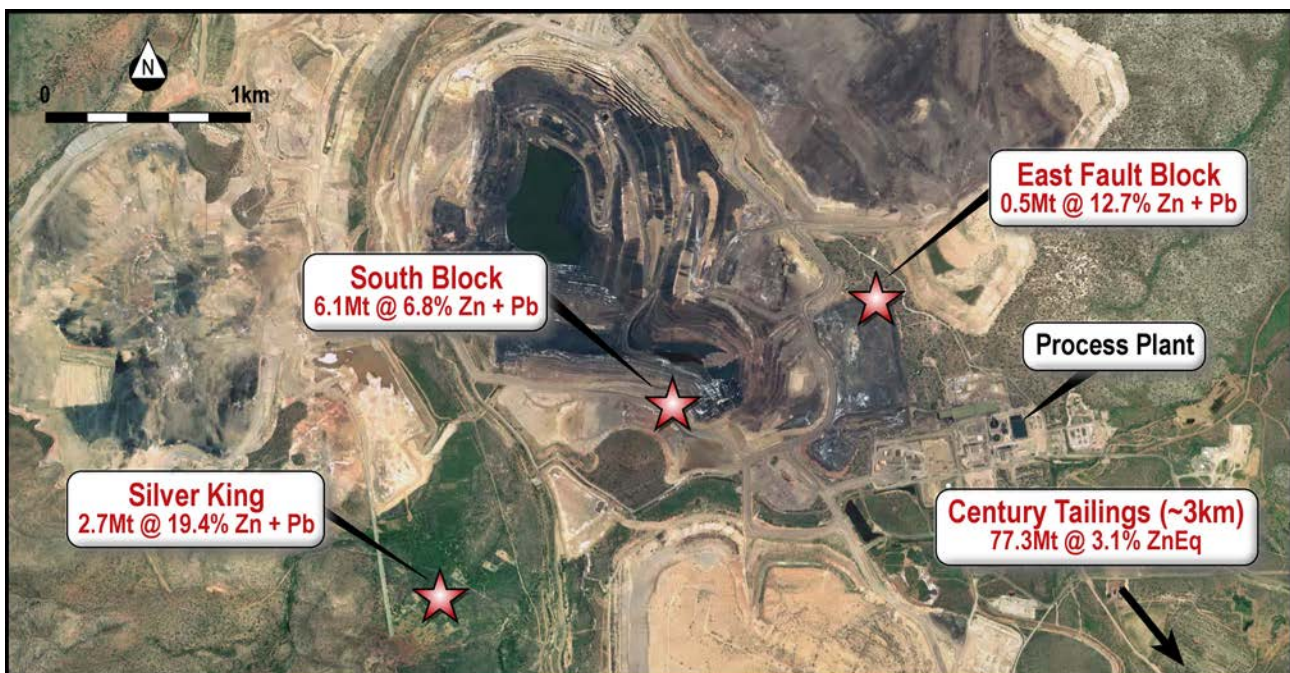 N
0 1km
East Fault Block
0.5Mt @ 12.7% Zn + Pb
South Block
6.1Mt @ 6.8% Zn + Pb
Process Plant
Silver King
2.7Mt @ 19.4% Zn + Pb
Century Tailings (~3km)
77.3Mt @ 3.1% ZnEq